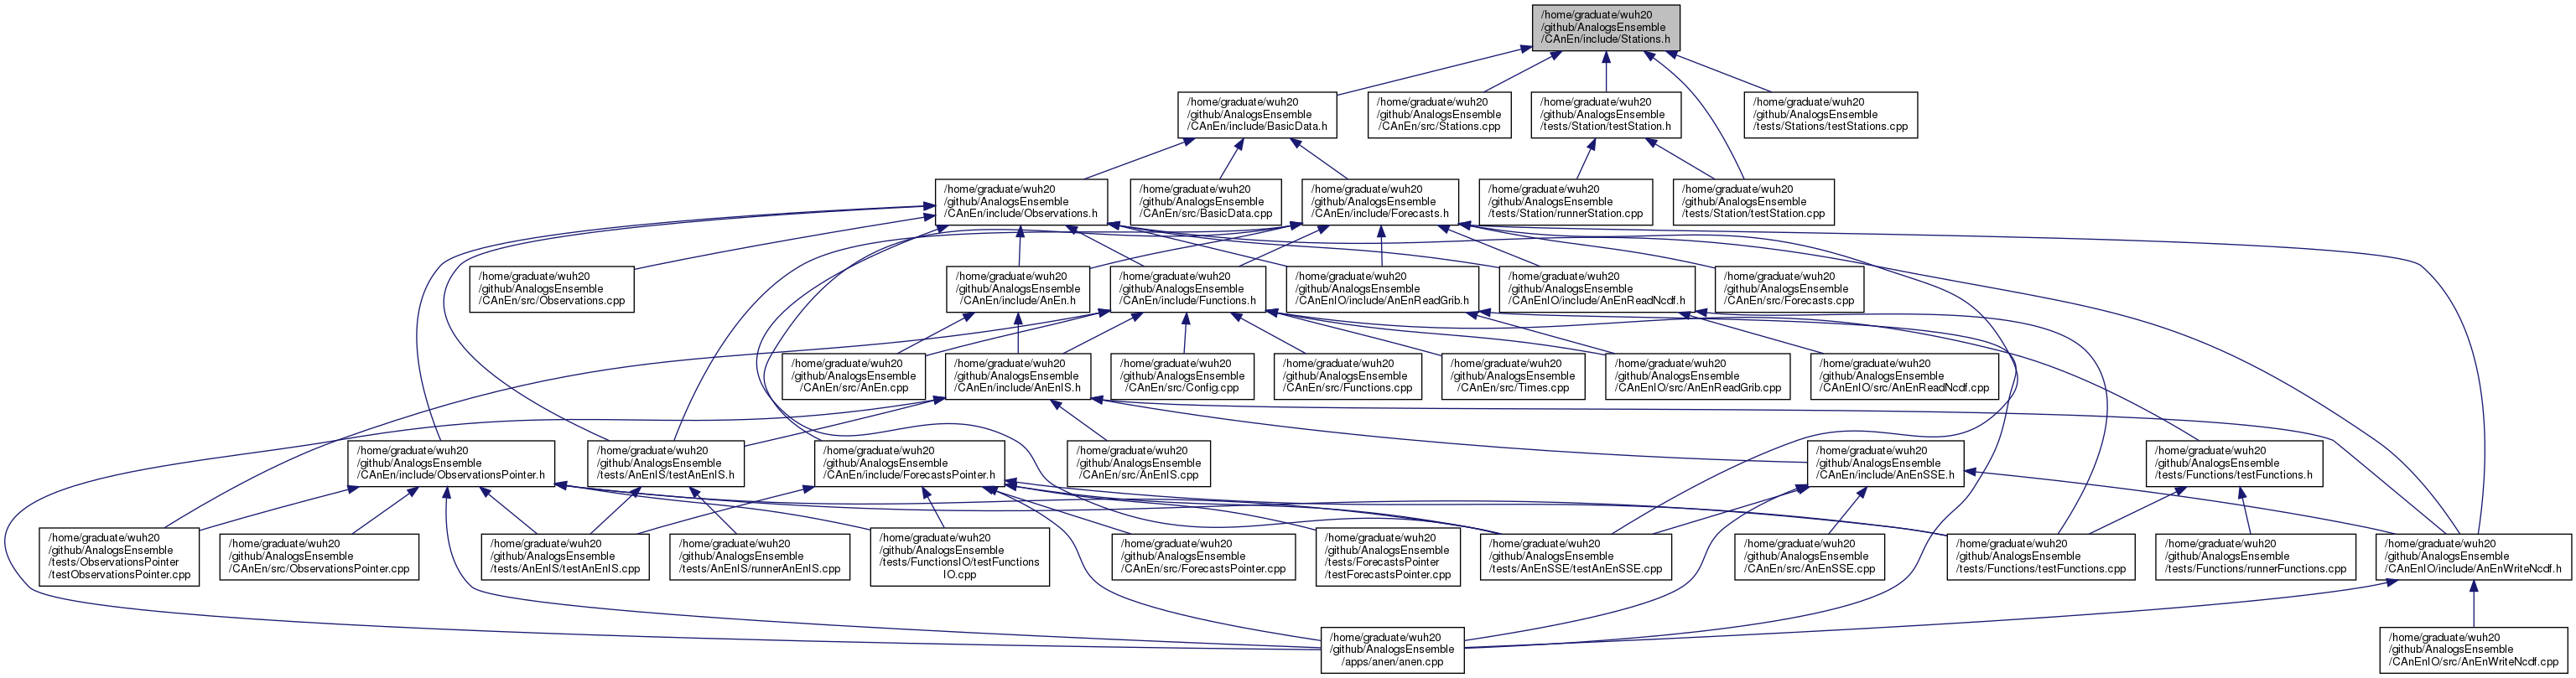 /home/graduate/wuh20
/github/AnalogsEnsemble
/CAnEn/include/Stations.h
/home/graduate/wuh20
/github/AnalogsEnsemble
/CAnEn/include/BasicData.h
/home/graduate/wuh20
/github/AnalogsEnsemble
/CAnEn/src/Stations.cpp
/home/graduate/wuh20
/github/AnalogsEnsemble
/tests/Station/testStation.h
/home/graduate/wuh20
/github/AnalogsEnsemble
/tests/Stations/testStations.cpp
/home/graduate/wuh20
/github/AnalogsEnsemble
/CAnEn/include/Observations.h
/home/graduate/wuh20
/github/AnalogsEnsemble
/CAnEn/src/BasicData.cpp
/home/graduate/wuh20
/github/AnalogsEnsemble
/CAnEn/include/Forecasts.h
/home/graduate/wuh20
/github/AnalogsEnsemble
/tests/Station/runnerStation.cpp
/home/graduate/wuh20
/github/AnalogsEnsemble
/tests/Station/testStation.cpp
/home/graduate/wuh20
/github/AnalogsEnsemble
/CAnEn/src/Observations.cpp
/home/graduate/wuh20
/github/AnalogsEnsemble
/CAnEn/include/AnEn.h
/home/graduate/wuh20
/github/AnalogsEnsemble
/CAnEn/include/Functions.h
/home/graduate/wuh20
/github/AnalogsEnsemble
/CAnEnIO/include/AnEnReadGrib.h
/home/graduate/wuh20
/github/AnalogsEnsemble
/CAnEnIO/include/AnEnReadNcdf.h
/home/graduate/wuh20
/github/AnalogsEnsemble
/CAnEn/src/Forecasts.cpp
/home/graduate/wuh20
/github/AnalogsEnsemble
/CAnEn/src/AnEn.cpp
/home/graduate/wuh20
/github/AnalogsEnsemble
/CAnEn/include/AnEnIS.h
/home/graduate/wuh20
/github/AnalogsEnsemble
/CAnEn/src/Config.cpp
/home/graduate/wuh20
/github/AnalogsEnsemble
/CAnEn/src/Functions.cpp
/home/graduate/wuh20
/github/AnalogsEnsemble
/CAnEn/src/Times.cpp
/home/graduate/wuh20
/github/AnalogsEnsemble
/CAnEnIO/src/AnEnReadGrib.cpp
/home/graduate/wuh20
/github/AnalogsEnsemble
/CAnEnIO/src/AnEnReadNcdf.cpp
/home/graduate/wuh20
/github/AnalogsEnsemble
/CAnEn/include/ObservationsPointer.h
/home/graduate/wuh20
/github/AnalogsEnsemble
/tests/AnEnIS/testAnEnIS.h
/home/graduate/wuh20
/github/AnalogsEnsemble
/CAnEn/include/ForecastsPointer.h
/home/graduate/wuh20
/github/AnalogsEnsemble
/CAnEn/src/AnEnIS.cpp
/home/graduate/wuh20
/github/AnalogsEnsemble
/CAnEn/include/AnEnSSE.h
/home/graduate/wuh20
/github/AnalogsEnsemble
/tests/Functions/testFunctions.h
/home/graduate/wuh20
/github/AnalogsEnsemble
/tests/ObservationsPointer
/testObservationsPointer.cpp
/home/graduate/wuh20
/github/AnalogsEnsemble
/CAnEn/src/ObservationsPointer.cpp
/home/graduate/wuh20
/github/AnalogsEnsemble
/tests/AnEnIS/testAnEnIS.cpp
/home/graduate/wuh20
/github/AnalogsEnsemble
/tests/AnEnIS/runnerAnEnIS.cpp
/home/graduate/wuh20
/github/AnalogsEnsemble
/tests/FunctionsIO/testFunctions
IO.cpp
/home/graduate/wuh20
/github/AnalogsEnsemble
/CAnEn/src/ForecastsPointer.cpp
/home/graduate/wuh20
/github/AnalogsEnsemble
/tests/ForecastsPointer
/testForecastsPointer.cpp
/home/graduate/wuh20
/github/AnalogsEnsemble
/tests/AnEnSSE/testAnEnSSE.cpp
/home/graduate/wuh20
/github/AnalogsEnsemble
/CAnEn/src/AnEnSSE.cpp
/home/graduate/wuh20
/github/AnalogsEnsemble
/tests/Functions/testFunctions.cpp
/home/graduate/wuh20
/github/AnalogsEnsemble
/tests/Functions/runnerFunctions.cpp
/home/graduate/wuh20
/github/AnalogsEnsemble
/CAnEnIO/include/AnEnWriteNcdf.h
/home/graduate/wuh20
/github/AnalogsEnsemble
/apps/anen/anen.cpp
/home/graduate/wuh20
/github/AnalogsEnsemble
/CAnEnIO/src/AnEnWriteNcdf.cpp